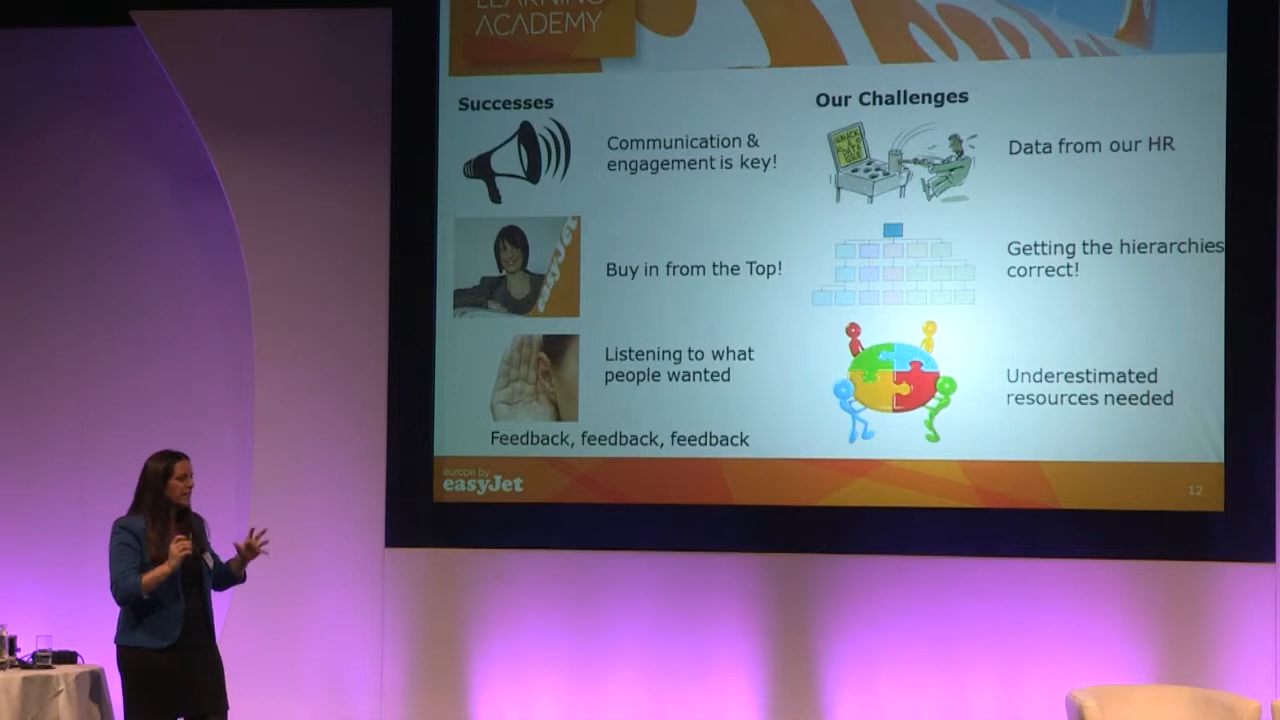 LEARNING
ACADEMY
Successes
Communication &
engagement is key!
easyJet
Buy in from the Top!
Listening to what
people wanted
Feedback, feedback, feedback
Our Challenges
Data from our HR
Getting the hierarchies
correct!
Underestimated
resources needed
europe by
easyJet
12